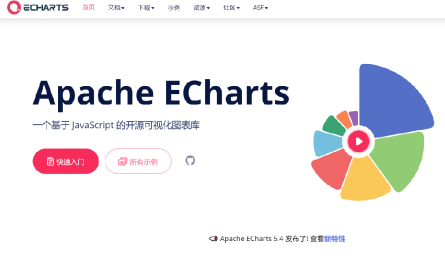 ECHARTS 首页 文档 下载 示例 资源 社区 ASF
Apache ECharts
一个基于 JavaScript 的开源可视化图表库
快速入门 所有示例
Apache ECharts 5.4 发布了! 查看新特性